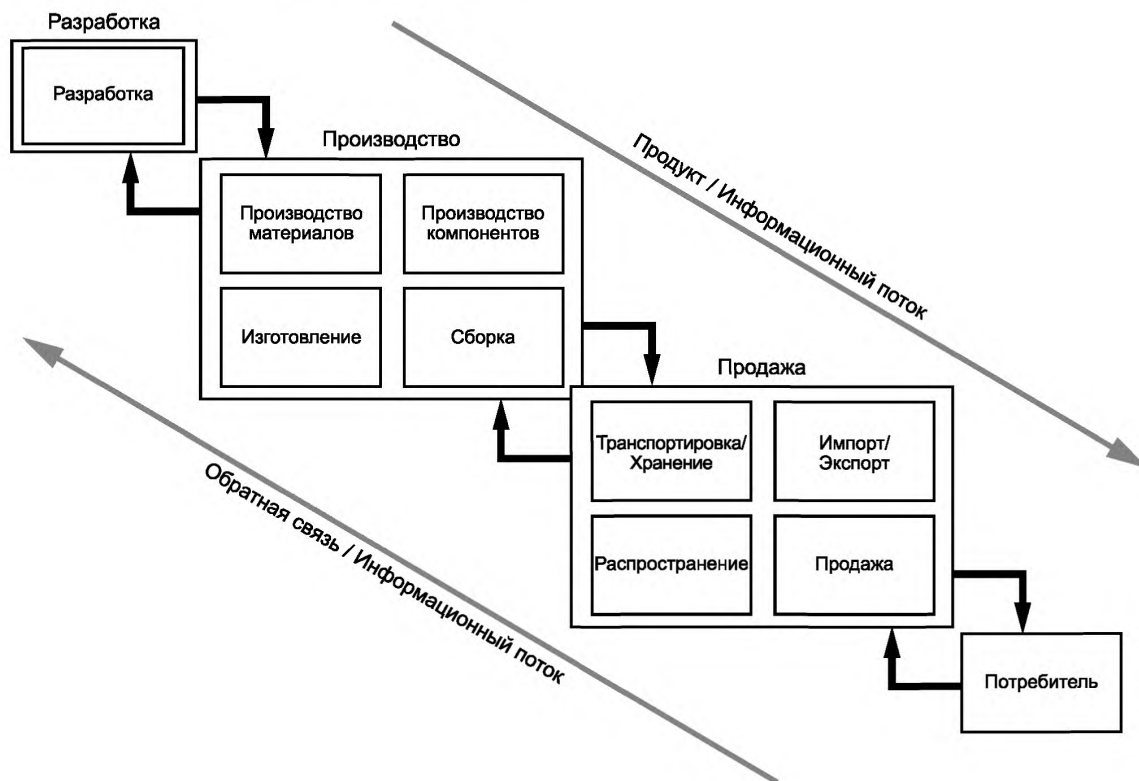 Разработка
Разработка
Производство
Производство
материалов
Производство
компонентов
Изготовление
Сборка
Продажа
Транспортировка/
Хранение
Импорт/
Экспорт
Распространение
Продажа
Потребитель
Продукт / Информационный поток
Обратная связь / Информационный поток